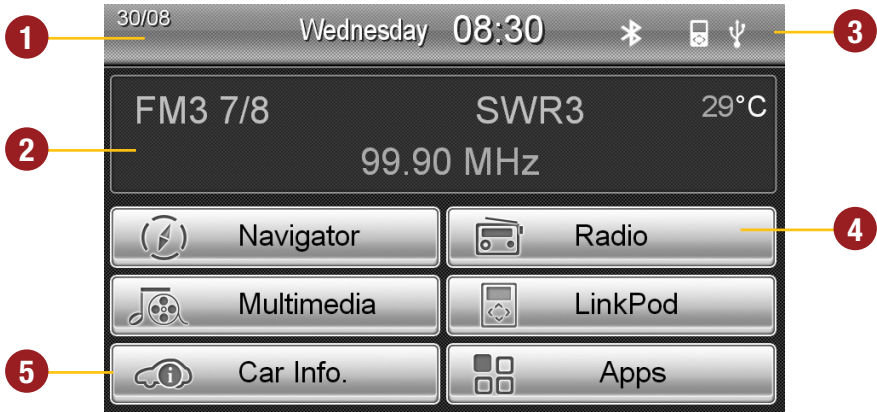 1
30/08
Wednesday 08:30
3
2
FM3 7/8
SWR3
29°C
99.90 MHz
Navigator
Radio
4
Multimedia
LinkPod
5
Car Info.
Apps